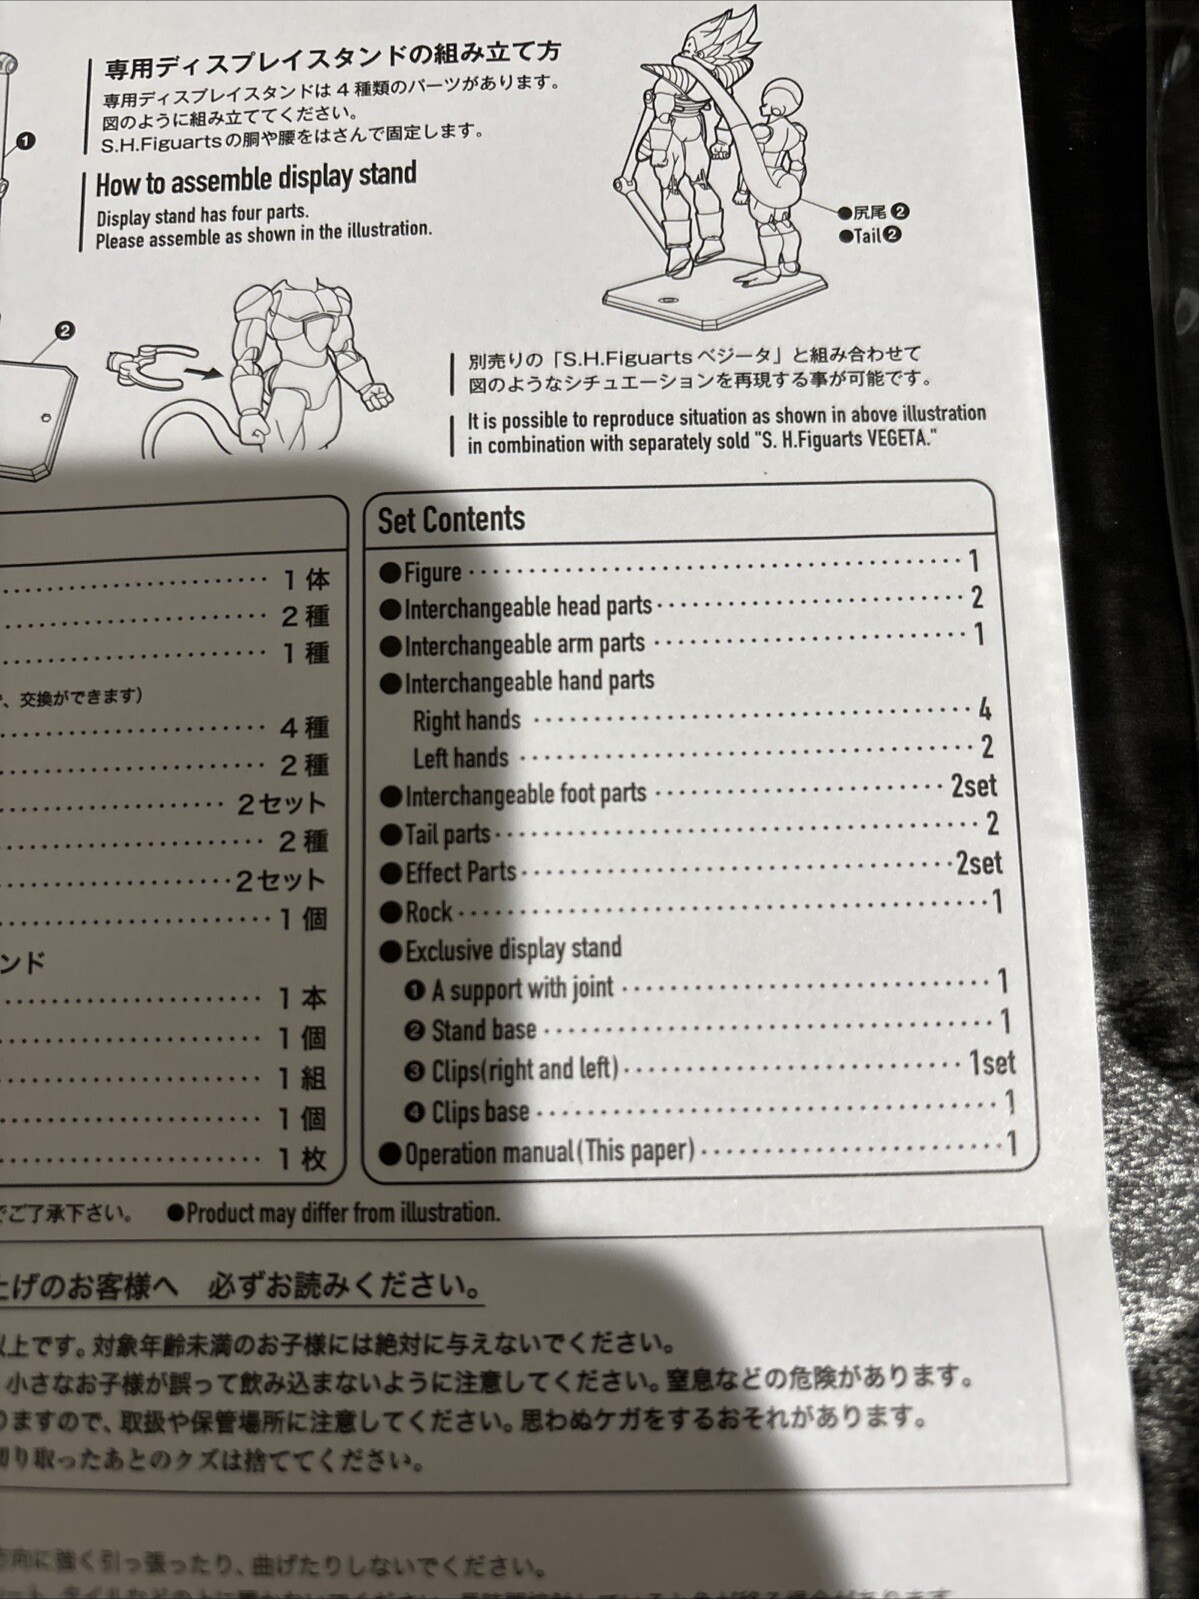 ❶
専用ディスプレイスタンドの組み立て方
専用ディスプレイスタンドは4種類のパーツがあります。
図のように組み立ててください。
S.H.Figuartsの胴や腰をはさんで固定します。
How to assemble display stand
Display stand has four parts.
Please assemble as shown in the illustration.
●尻尾❷
●Tail❷
❷
別売りの「S.H.Figuarts ベジータ」と組み合わせて
図のようなシチュエーションを再現する事が可能です。
It is possible to reproduce situation as shown in above illustration
in combination with separately sold "S. H.Figuarts VEGETA."
1体
2種
1種
、交換ができます)
4種
2種
2セット
2種
2セット
1個
ンド
1本
1個
1組
1個
1枚
Set Contents
●Figure 1
●Interchangeable head parts 2
●Interchangeable arm parts 1
●Interchangeable hand parts
Right hands 4
Left hands 2
●Interchangeable foot parts 2set
●Tail parts 2
●Effect Parts 2set
●Rock 1
●Exclusive display stand
❶ A support with joint 1
❷ Stand base 1
❸ Clips(right and left) 1set
❹ Clips base 1
●Operation manual(This paper) 1
でご了承下さい。 ●Product may differ from illustration.
上げのお客様へ 必ずお読みください。
以上です。対象年齢未満のお子様には絶対に与えないでください。
小さなお子様が誤って飲み込まないように注意してください。窒息などの危険があります。
りますので、取扱や保管場所に注意してください。思わぬケガをするおそれがあります。
切り取ったあとのクズは捨ててください。
方向に強く引っ張ったり、曲げたりしないでください。